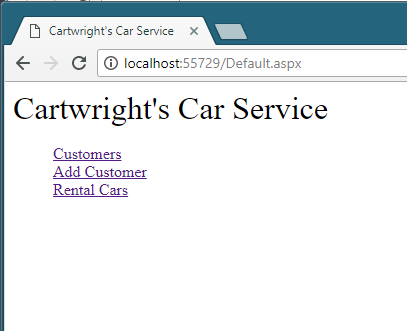 Cartwright's Car Service
localhost:55729/Default.aspx
Cartwright's Car Service
Customers
Add Customer
Rental Cars